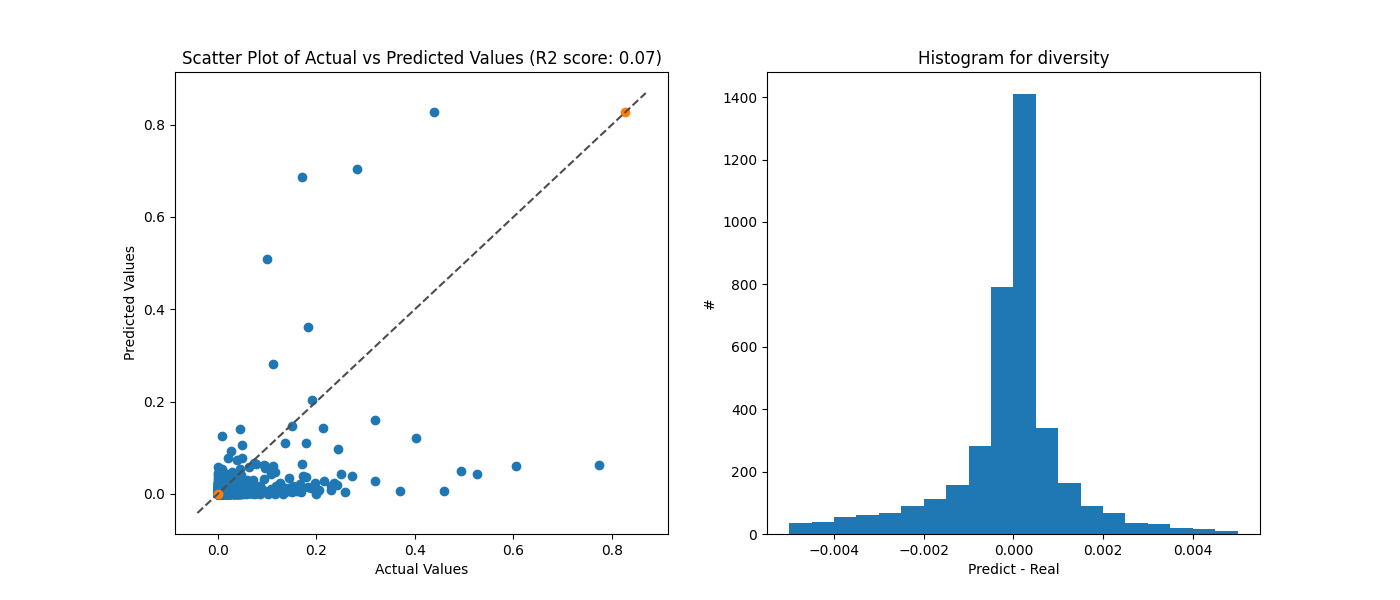 Scatter Plot of Actual vs Predicted Values (R2 score: 0.07)
Predicted Values
0.8
0.6
0.4
0.2
0.0
0.0 0.2 0.4 0.6 0.8
Actual Values
Histogram for diversity
#
1400
1200
1000
800
600
400
200
0
−0.004 −0.002 0.000 0.002 0.004
Predict - Real